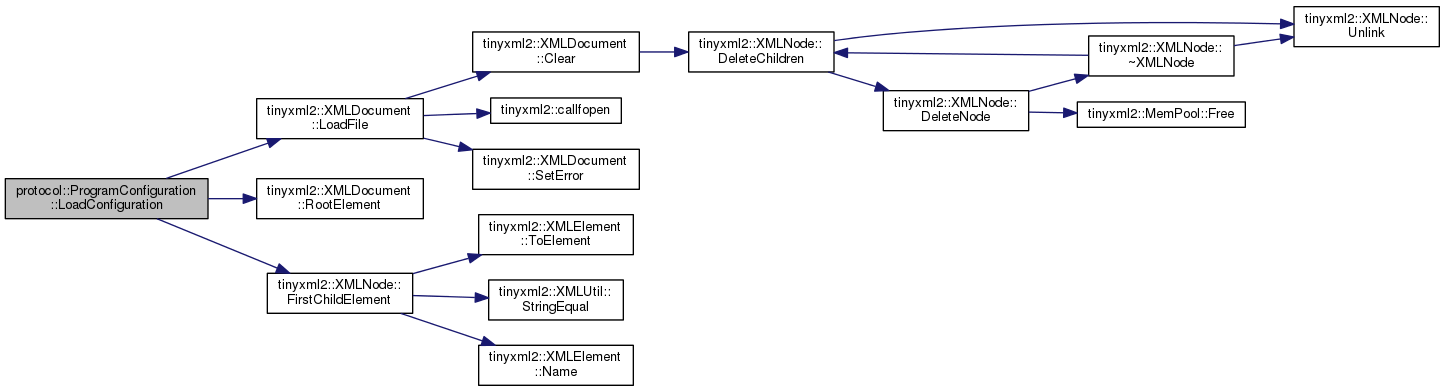 protocol::ProgramConfiguration
::LoadConfiguration
tinyxml2::XMLDocument
::LoadFile
tinyxml2::XMLDocument
::RootElement
tinyxml2::XMLNode::
FirstChildElement
tinyxml2::XMLDocument
::Clear
tinyxml2::callfopen
tinyxml2::XMLDocument
::SetError
tinyxml2::XMLElement
::ToElement
tinyxml2::XMLUtil::
StringEqual
tinyxml2::XMLElement
::Name
tinyxml2::XMLNode::
DeleteChildren
tinyxml2::XMLNode::
DeleteNode
tinyxml2::XMLNode::
~XMLNode
tinyxml2::MemPool::Free
tinyxml2::XMLNode::
Unlink